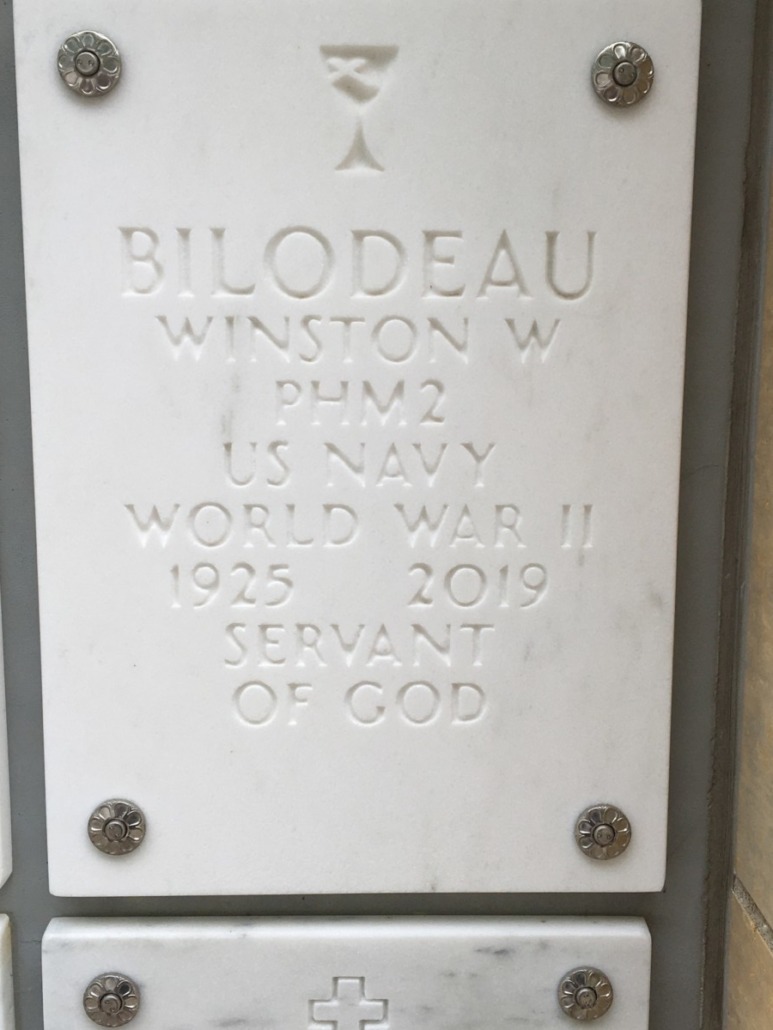 BILODEAU
WINSTON W
PHM2
US NAVY
WORLD WAR II
1925 2019
SERVANT
OF GOD